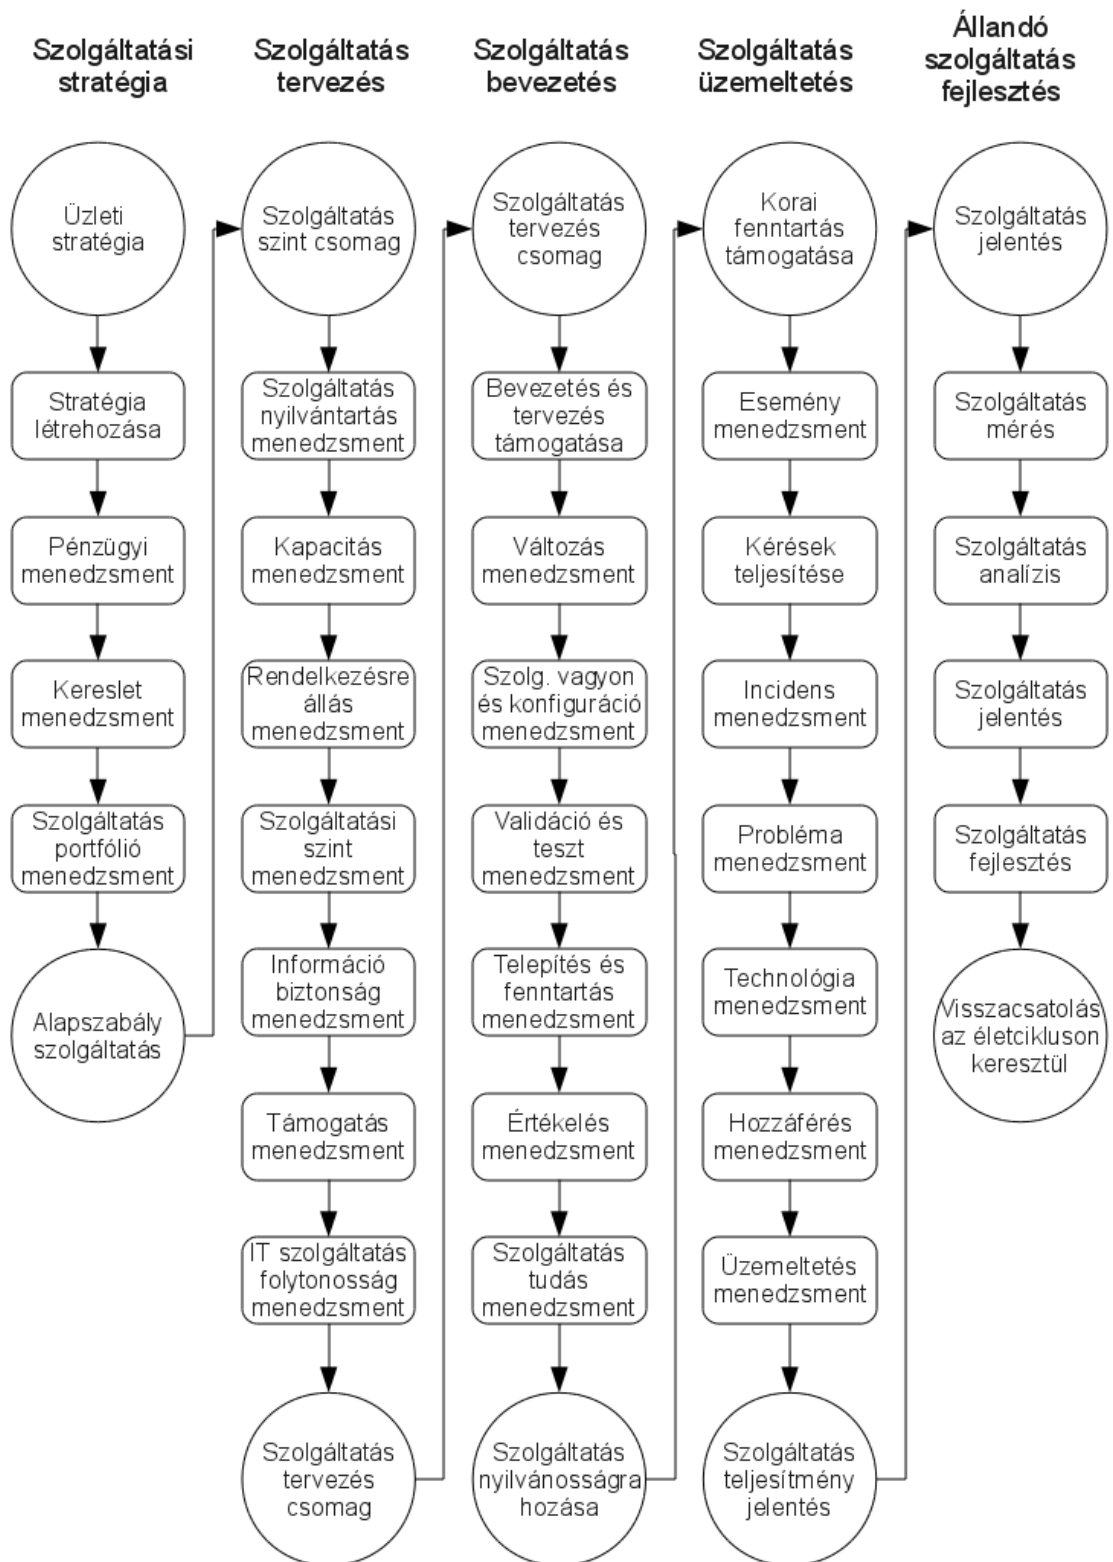 Szolgáltatási
stratégia
Üzleti
stratégia
Stratégia
létrehozása
Pénzügyi
menedzsment
Kereslet
menedzsment
Szolgáltatás
portfólió
menedzsment
Alapszabály
szolgáltatás
Szolgáltatás
tervezés
Szolgáltatás
szint csomag
Szolgáltatás
nyilvántartás
menedzsment
Kapacitás
menedzsment
Rendelkezésre
állás
menedzsment
Szolgáltatási
szint
menedzsment
Információ
biztonság
menedzsment
Támogatás
menedzsment
IT szolgáltatás
folytonosság
menedzsment
Szolgáltatás
tervezés
csomag
Szolgáltatás
bevezetés
Szolgáltatás
tervezés
csomag
Bevezetés és
tervezés
támogatása
Változás
menedzsment
Szolg. vagyon
és konfiguráció
menedzsment
Validáció és
teszt
menedzsment
Telepítés és
fenntartás
menedzsment
Értékelés
menedzsment
Szolgáltatás
tudás
menedzsment
Szolgáltatás
nyilvánosságra
hozása
Szolgáltatás
üzemeltetés
Korai
fenntartás
támogatása
Esemény
menedzsment
Kérések
teljesítése
Incidens
menedzsment
Probléma
menedzsment
Technológia
menedzsment
Hozzáférés
menedzsment
Üzemeltetés
menedzsment
Szolgáltatás
teljesítmény
jelentés
Állandó
szolgáltatás
fejlesztés
Szolgáltatás
jelentés
Szolgáltatás
mérés
Szolgáltatás
analízis
Szolgáltatás
jelentés
Szolgáltatás
fejlesztés
Visszacsatolás
az életcikluson
keresztül